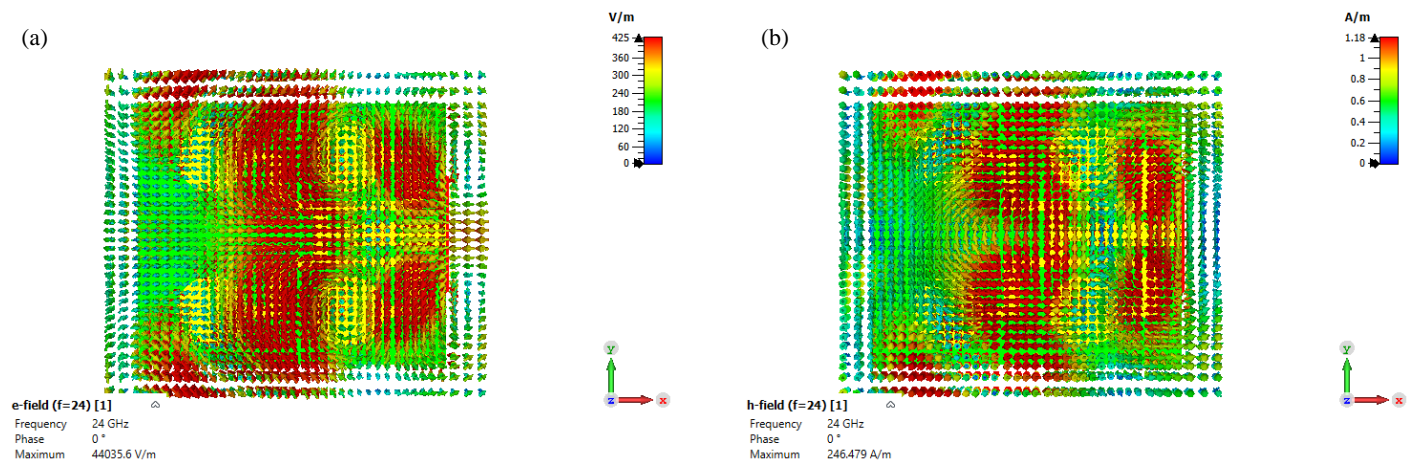 (a)
V/m
425
360
300
240
180
120
60
0
y
z
x
e-field (f=24) [1]
Frequency 24 GHz
Phase 0 °
Maximum 44035.6 V/m
(b)
A/m
1.18
1
0.8
0.6
0.4
0.2
0
y
z
x
h-field (f=24) [1]
Frequency 24 GHz
Phase 0 °
Maximum 246.479 A/m